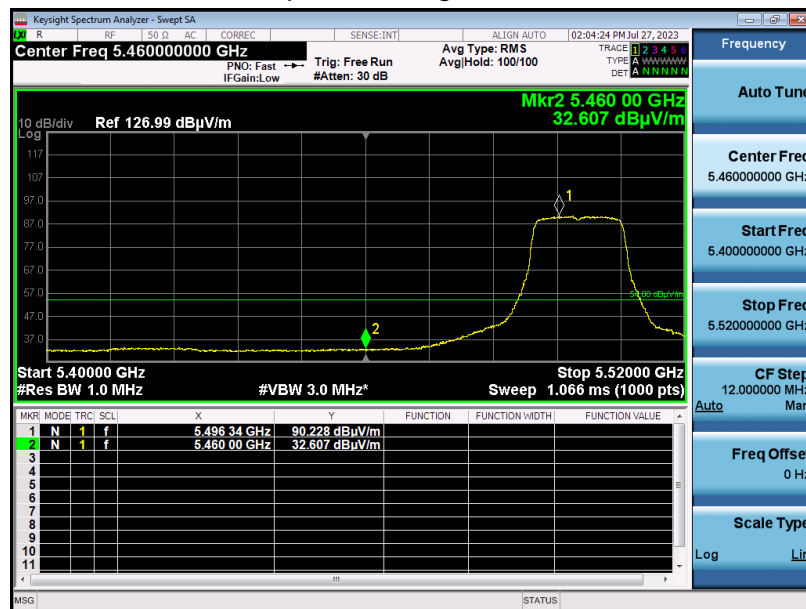 Keysight Spectrum Analyzer - Swept SA
LXI R RF 50 Ω AC CORREC SENSE:INT ALIGN AUTO 02:04:24 PM Jul 27, 2023
Center Freq 5.460000000 GHz
PNO: Fast
IFGain:Low
Trig: Free Run
#Atten: 30 dB
Avg Type: RMS
Avg|Hold: 100/100
TRACE 1 2 3 4 5 6
TYPE A WWWWW
DET A N N N N N
Mkr2 5.460 00 GHz
32.607 dBµV/m
10 dB/div Ref 126.99 dBµV/m
Log
117
107
97.0
87.0
77.0
67.0
57.0
47.0
37.0
1
2
54.00 dBµV/m
Start 5.40000 GHz Stop 5.52000 GHz
#Res BW 1.0 MHz #VBW 3.0 MHz* Sweep 1.066 ms (1000 pts)
MKR MODE TRC SCL X Y FUNCTION FUNCTION WIDTH FUNCTION VALUE
1 N 1 f 5.496 34 GHz 90.228 dBµV/m
2 N 1 f 5.460 00 GHz 32.607 dBµV/m
3
4
5
6
7
8
9
10
11
MSG STATUS
Frequency
Auto Tune
Center Freq
5.460000000 GHz
Start Freq
5.400000000 GHz
Stop Freq
5.520000000 GHz
CF Step
12.000000 MHz
Auto Man
Freq Offset
0 Hz
Scale Type
Log Lin